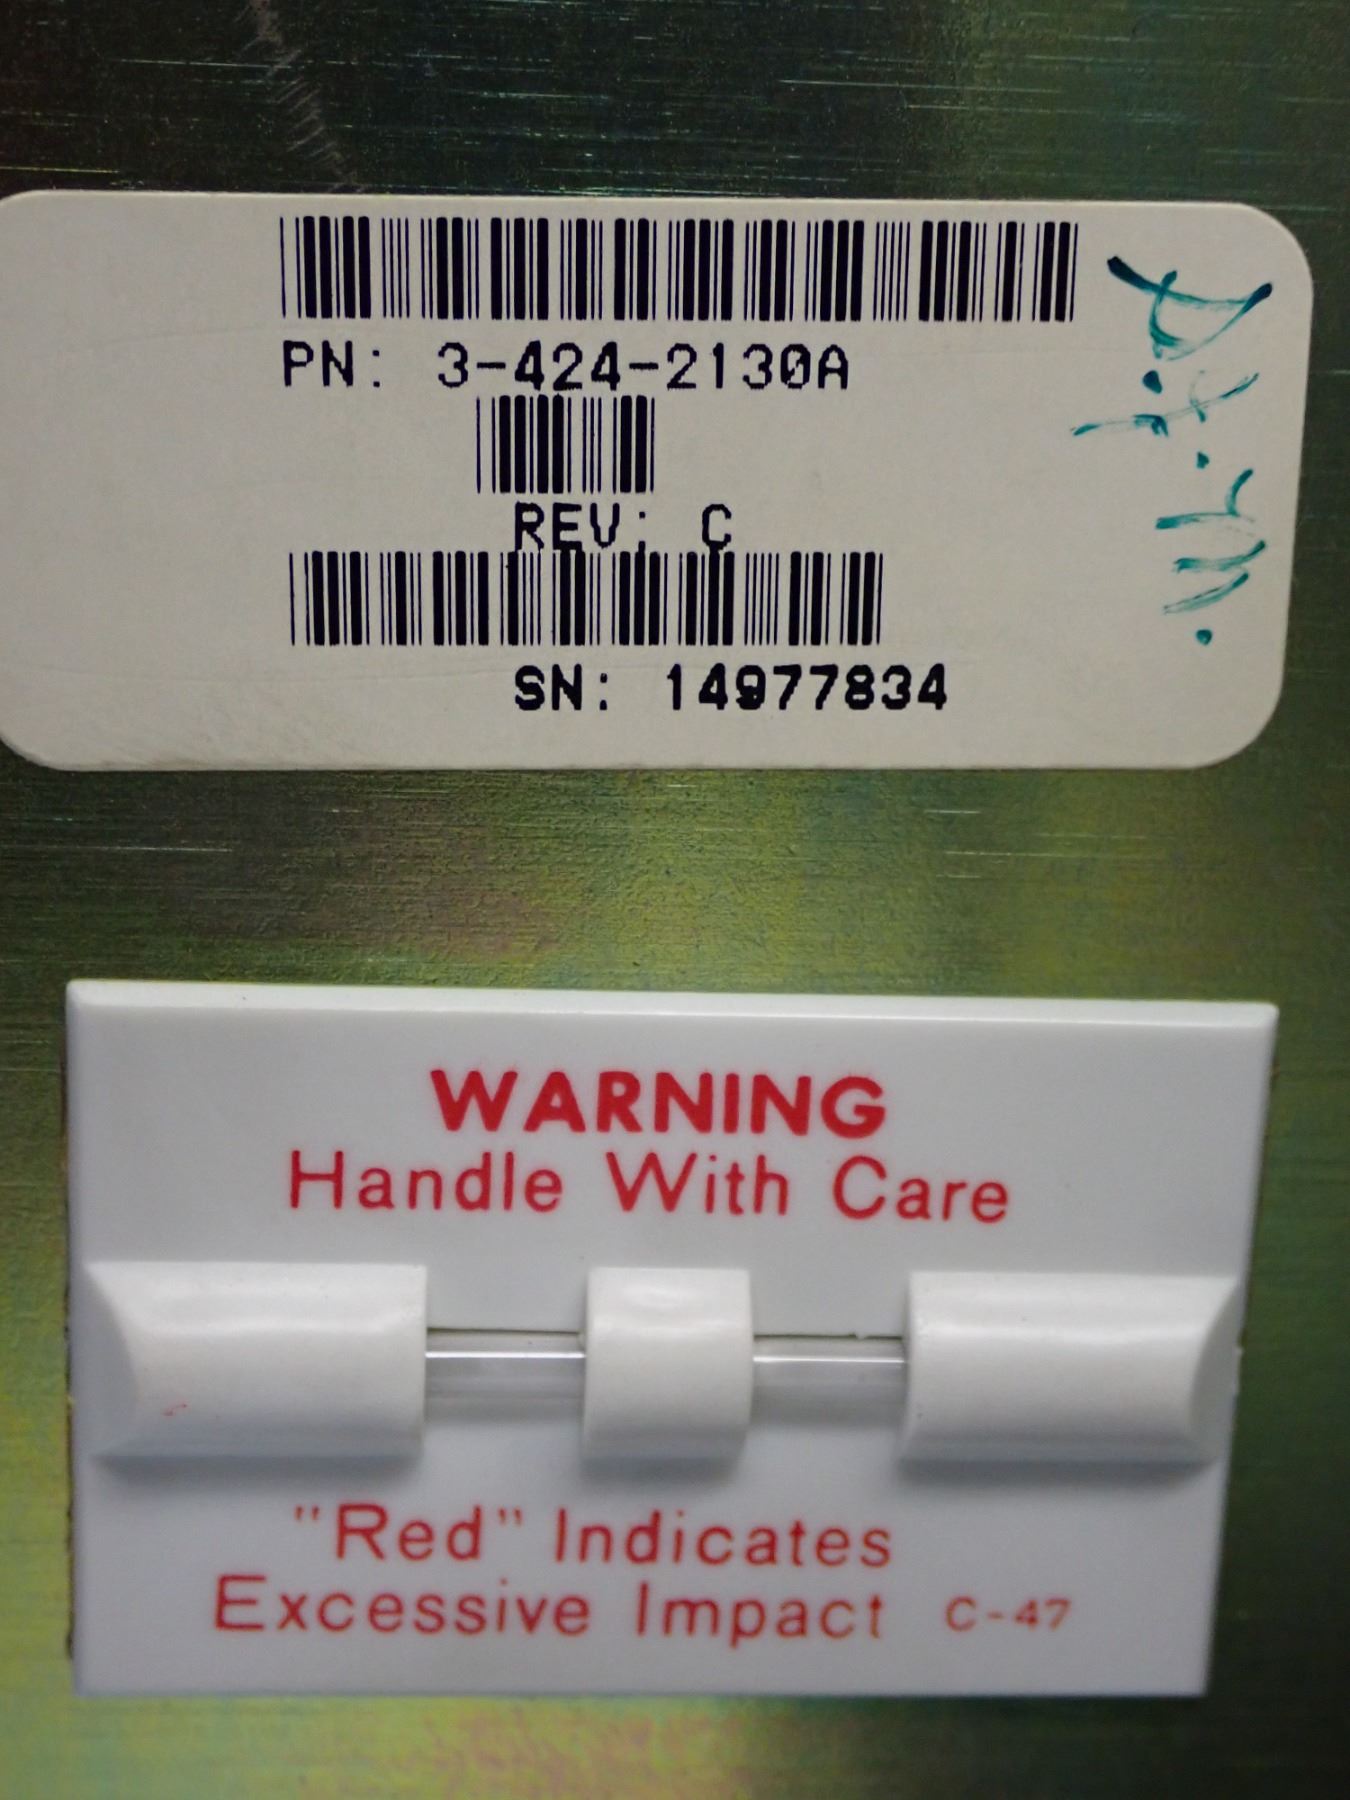 PN: 3-424-2130A
REV: C
SN: 14977834
WARNING
Handle With Care
"Red" Indicates
Excessive Impact C-47